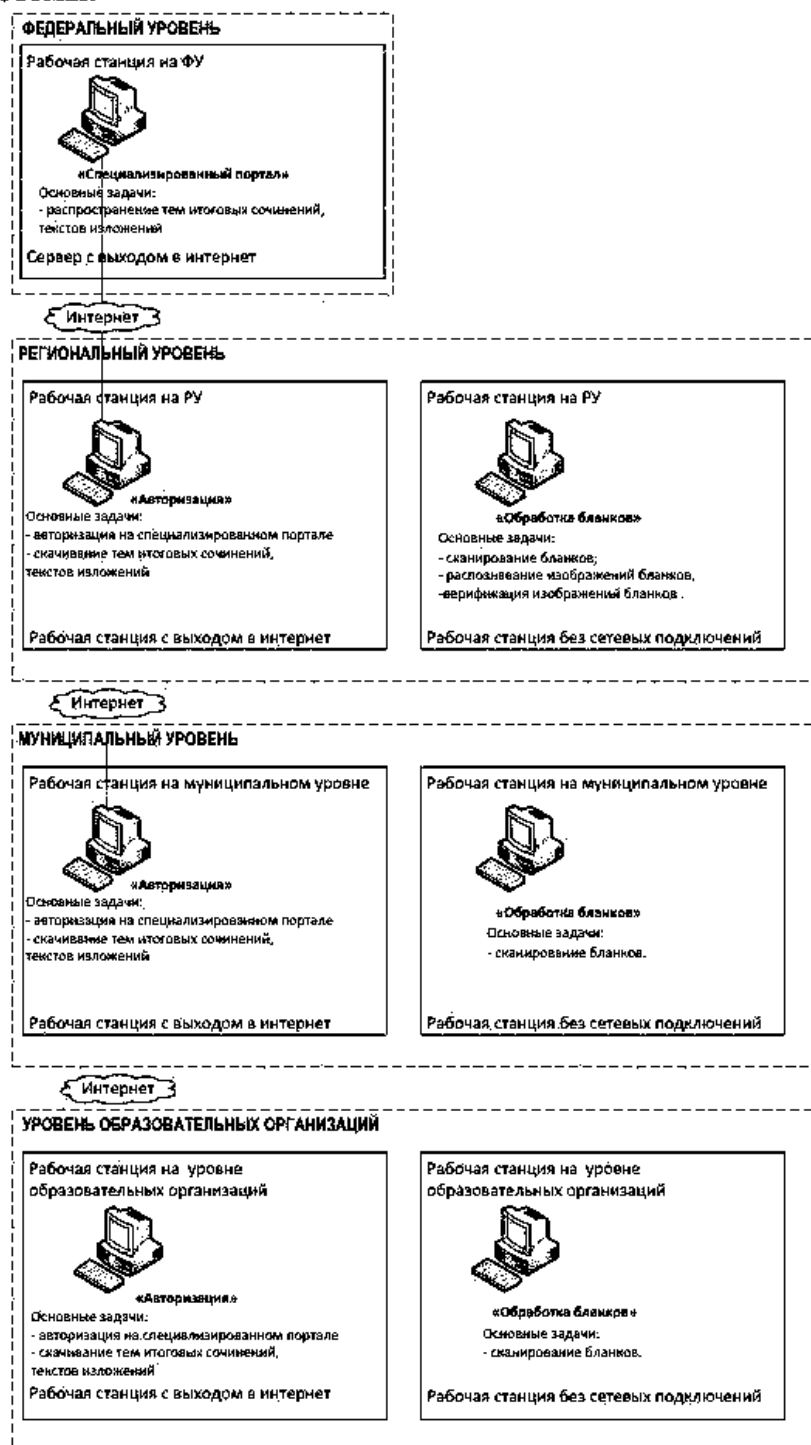 ФЕДЕРАЛЬНЫЙ УРОВЕНЬ
Рабочая станция на ФУ
«Специализированный портал»
Основные задачи:
- распространение тем итоговых сочинений,
текстов изложений
Сервер с выходом в интернет
Интернет
РЕГИОНАЛЬНЫЙ УРОВЕНЬ
Рабочая станция на РУ
«Авторизация»
Основные задачи:
- авторизация на специализированном портале
- скачивание тем итоговых сочинений,
текстов изложений
Рабочая станция с выходом в интернет
Рабочая станция на РУ
«Обработка бланков»
Основные задачи:
- сканирование бланков;
- распознавание изображений бланков,
-верификация изображений бланков .
Рабочая станция без сетевых подключений
Интернет
МУНИЦИПАЛЬНЫЙ УРОВЕНЬ
Рабочая станция на муниципальном уровне
«Авторизация»
Основные задачи:
- авторизация на специализированном портале
- скачивание тем итоговых сочинений,
текстов изложений
Рабочая станция с выходом в интернет
Рабочая станция на муниципальном уровне
«Обработка бланков»
Основные задачи:
- сканирование бланков.
Рабочая станция без сетевых подключений
Интернет
УРОВЕНЬ ОБРАЗОВАТЕЛЬНЫХ ОРГАНИЗАЦИЙ
Рабочая станция на уровне
образовательных организаций
«Авторизация»
Основные задачи:
- авторизация на специализированном портале
- скачивание тем итоговых сочинений,
текстов изложений
Рабочая станция с выходом в интернет
Рабочая станция на уровне
образовательных организаций
«Обработка бланков»
Основные задачи:
- сканирование бланков.
Рабочая станция без сетевых подключений